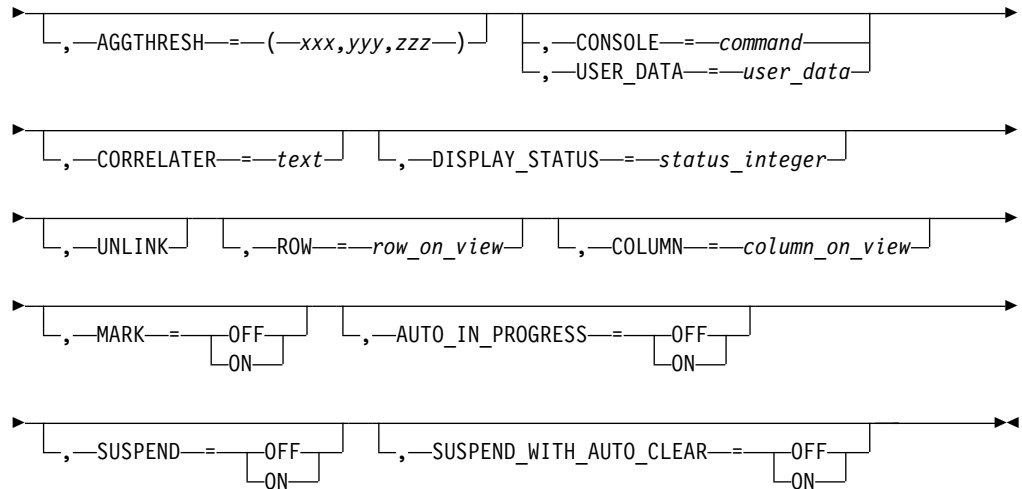 ,—AGGTHRESH—=—(—xxx,yyy,zzz—) ,—CONSOLE—=—command
,—USER_DATA—=—user_data
,—CORRELATER—=—text ,—DISPLAY_STATUS—=—status_integer
,—UNLINK ,—ROW—=—row_on_view ,—COLUMN—=—column_on_view
,—MARK—=—OFF ,—AUTO_IN_PROGRESS—=—OFF
ON ON
,—SUSPEND—=—OFF ,—SUSPEND_WITH_AUTO_CLEAR—=—OFF
ON ON